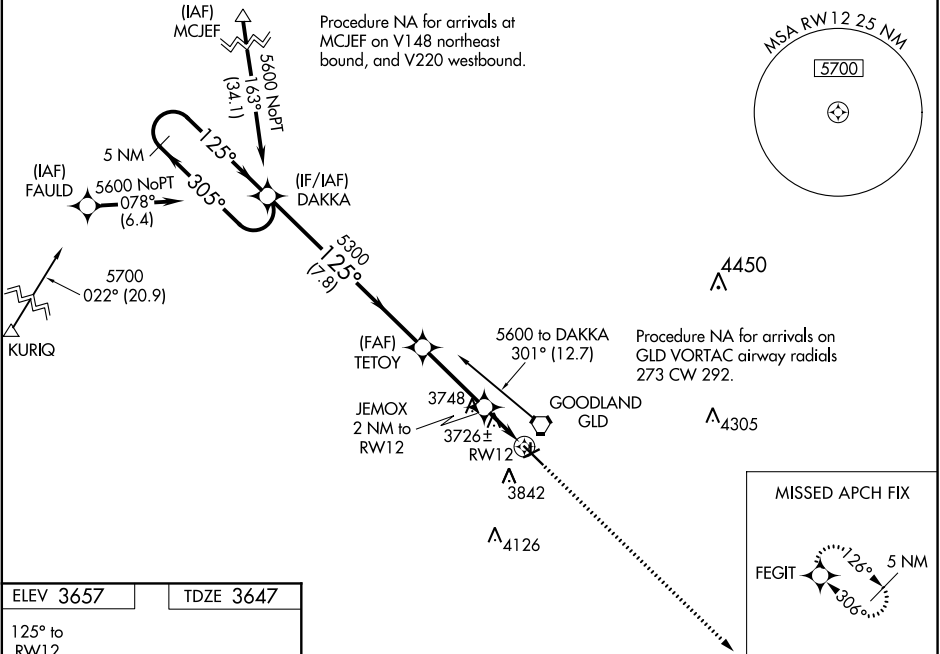 (IAF)
MCJEF
Procedure NA for arrivals at
MCJEF on V148 northeast
bound, and V220 westbound.
MSA RW12 25 NM
5700
5600 NoPT
163°
(34.1)
5 NM
125°
305°
(IAF)
FAULD
5600 NoPT
078°
(6.4)
(IF/IAF)
DAKKA
5300
125°
(7.8)
5700
022° (20.9)
KURIQ
4450
(FAF)
TETOY
5600 to DAKKA
301° (12.7)
Procedure NA for arrivals on
GLD VORTAC airway radials
273 CW 292.
JEMOX
2 NM to
RW12
3748
3726±
RW12
GOODLAND
GLD
4305
3842
4126
MISSED APCH FIX
FEGIT
126°
306°
5 NM
ELEV 3657
TDZE 3647
125° to
RW12